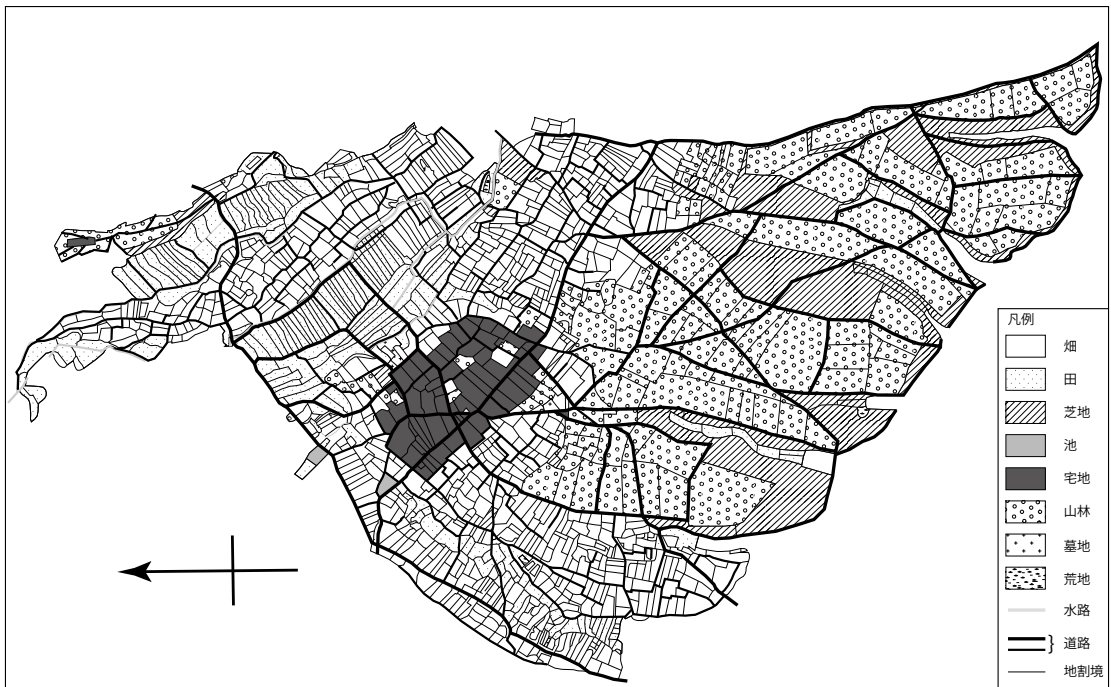 凡例
畑
田
芝地
池
宅地
山林
墓地
荒地
水路
道路
地割境